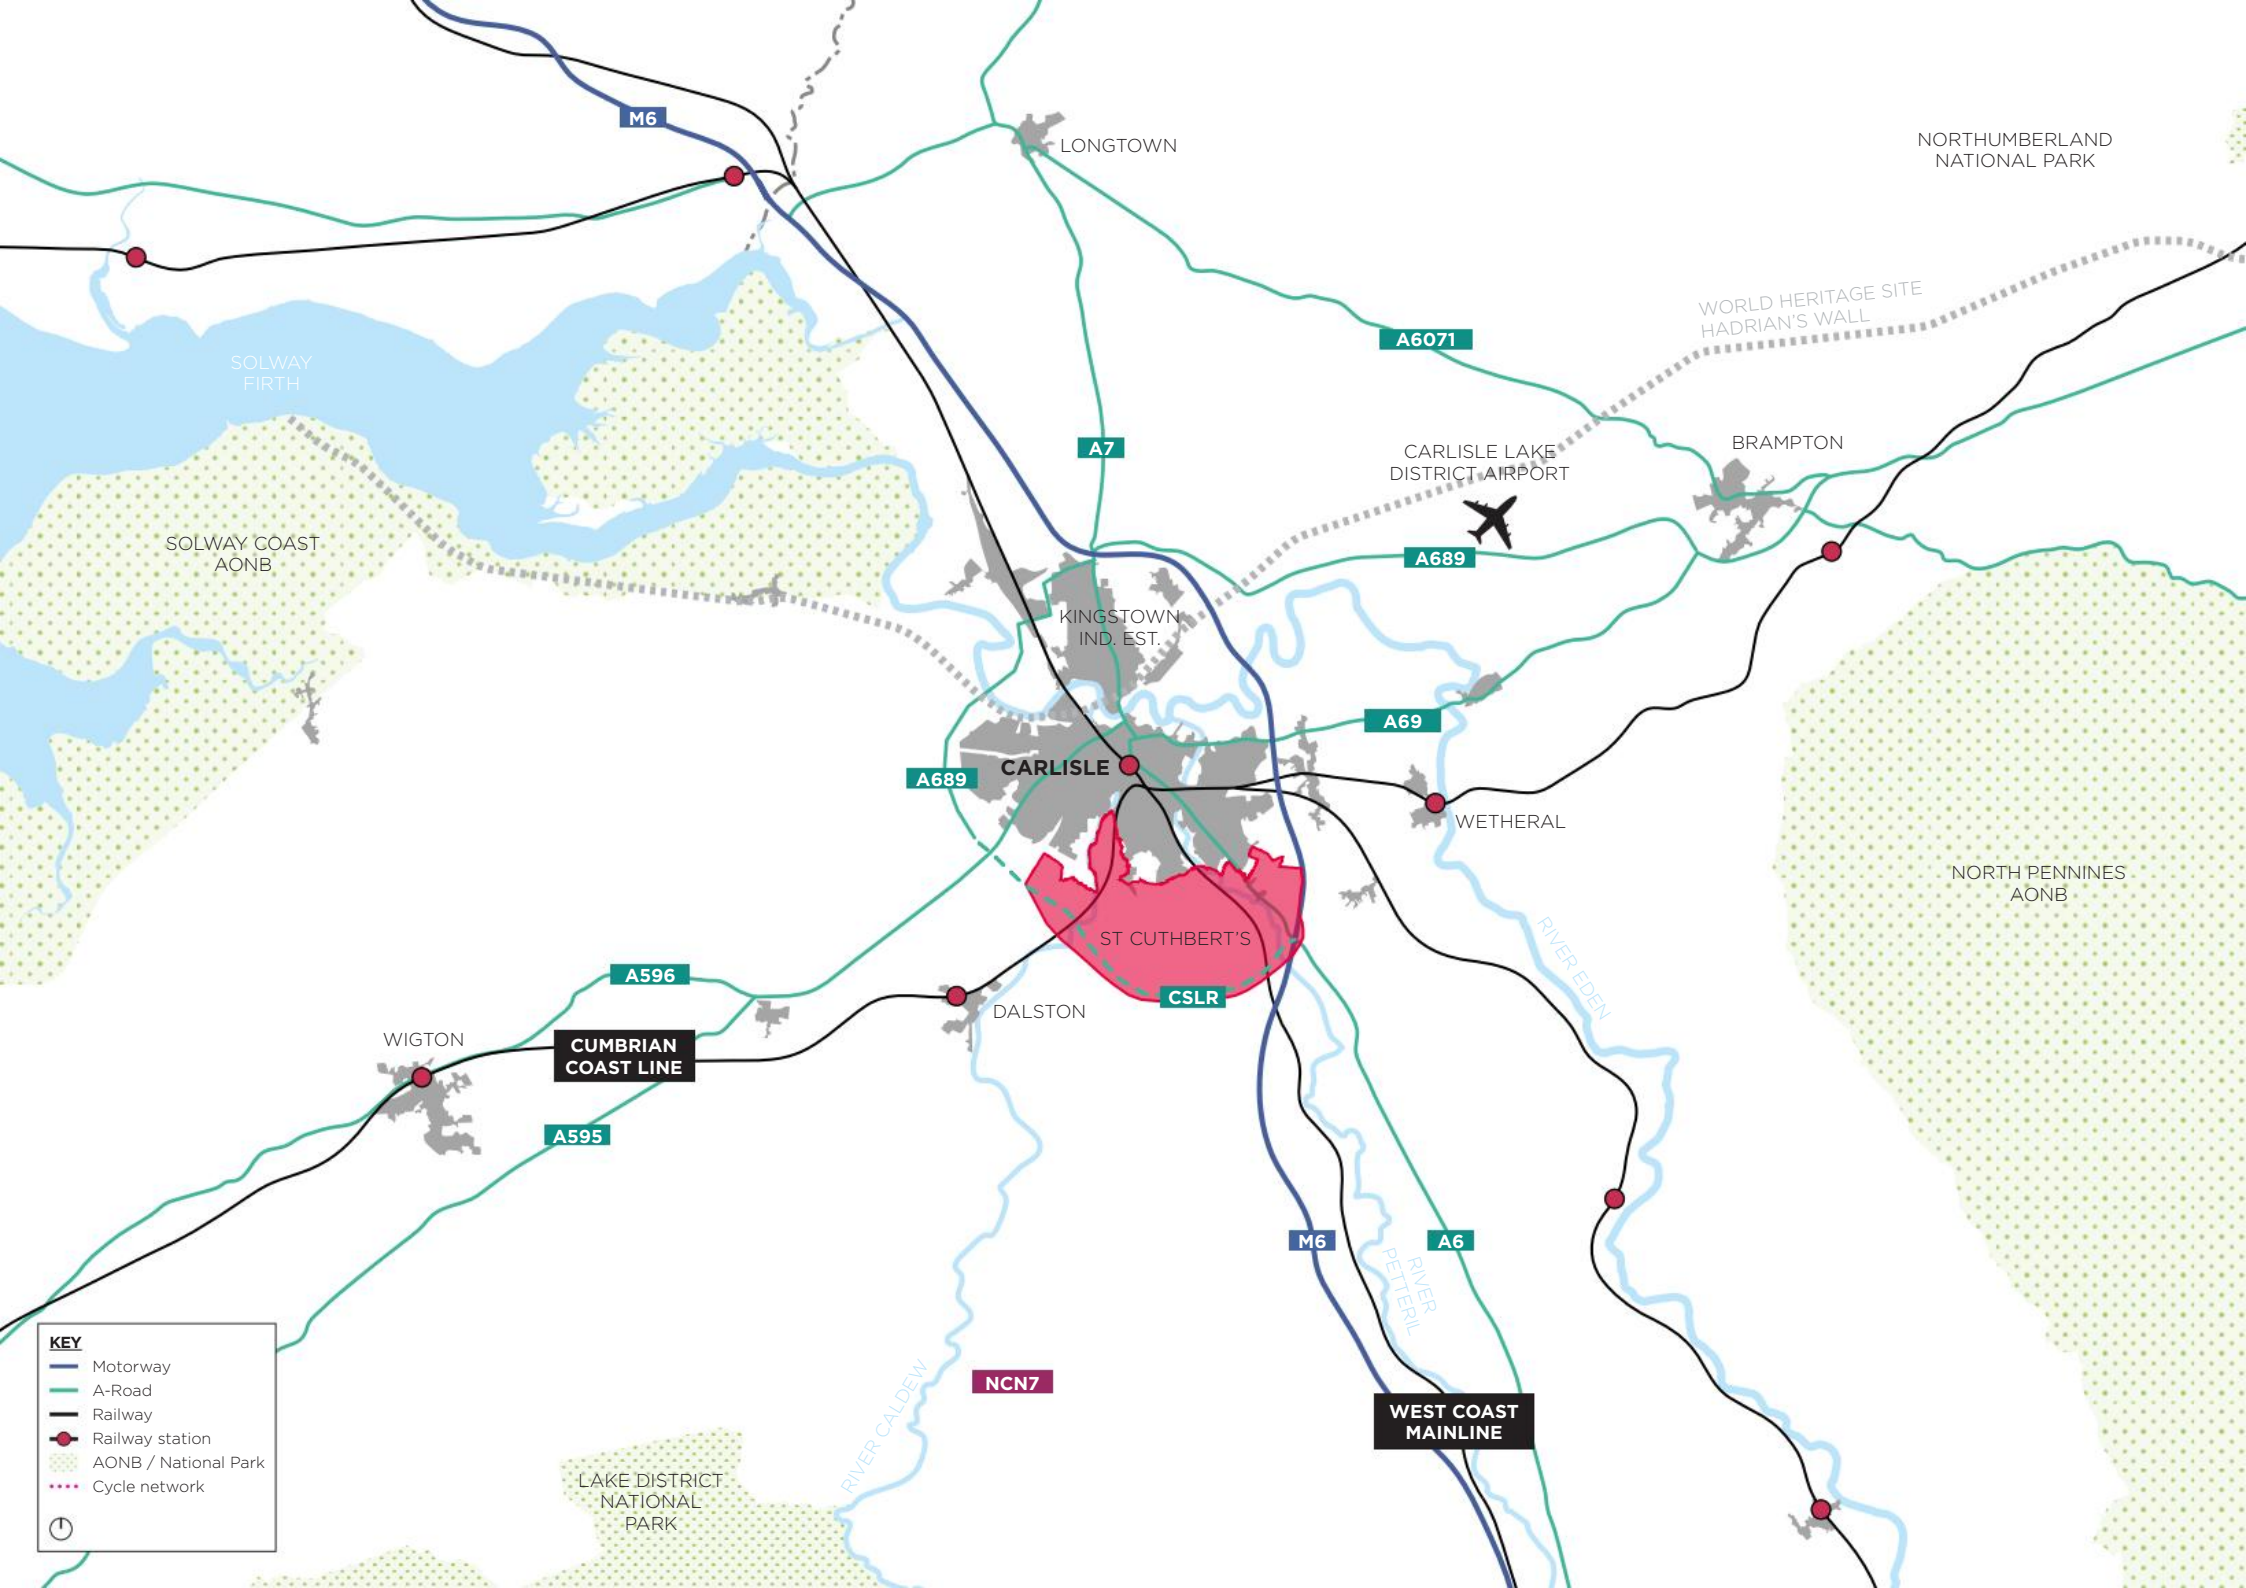 M6
LONGTOWN
NORTHUMBERLAND
NATIONAL PARK
WORLD HERITAGE SITE
HADRIAN'S WALL
A6071
SOLWAY
FIRTH
A7
CARLISLE LAKE
DISTRICT AIRPORT
BRAMPTON
SOLWAY COAST
AONB
A689
KINGSTOWN
IND. EST.
A69
CARLISLE
A689
WETHERAL
NORTH PENNINES
AONB
ST CUTHBERT'S
RIVER EDEN
A596
CSLR
DALSTON
WIGTON
CUMBRIAN
COAST LINE
A595
M6
A6
RIVER
PETTERIL
NCN7
RIVER CALDEW
WEST COAST
MAINLINE
LAKE DISTRICT
NATIONAL
PARK
KEY
Motorway
A-Road
Railway
Railway station
AONB / National Park
Cycle network